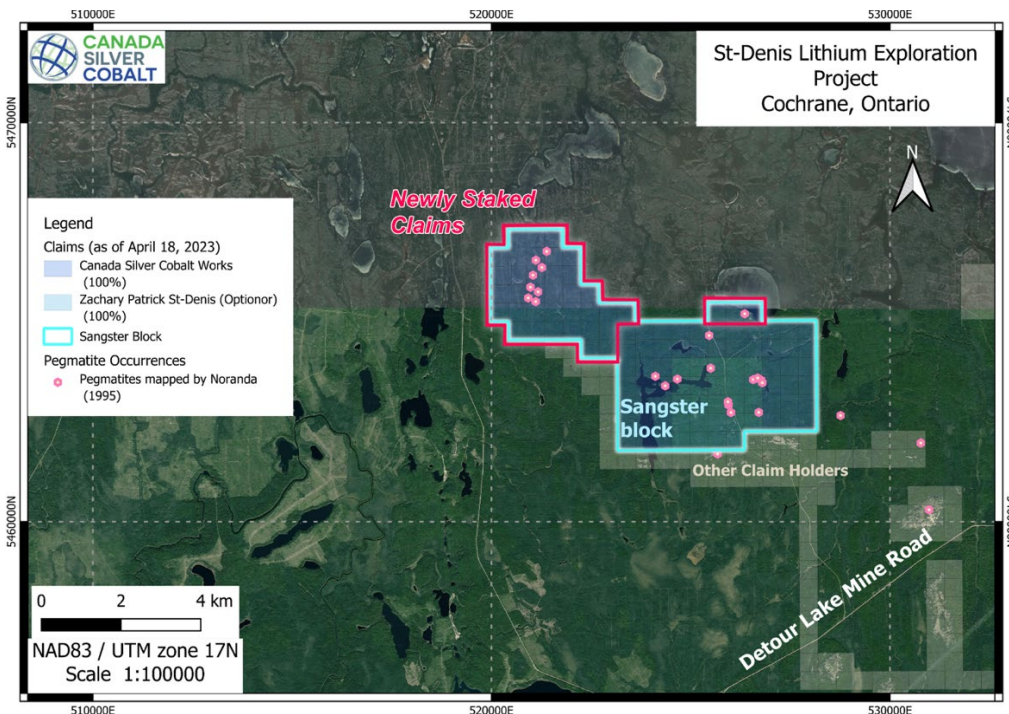 510000E
520000E
530000E
CANADA
SILVER
COBALT
St-Denis Lithium Exploration
Project
Cochrane, Ontario
5470000N
5470000N
N
Newly Staked
Claims
Legend
Claims (as of April 18, 2023)
Canada Silver Cobalt Works
(100%)
Zachary Patrick St-Denis (Optionor)
(100%)
Sangster Block
Pegmatite Occurrences
Pegmatites mapped by Noranda
(1995)
Sangster
block
Other Claim Holders
5460000N
5460000N
Detour Lake Mine Road
0 2 4 km
NAD83 / UTM zone 17N
Scale 1:100000
510000E
520000E
530000E